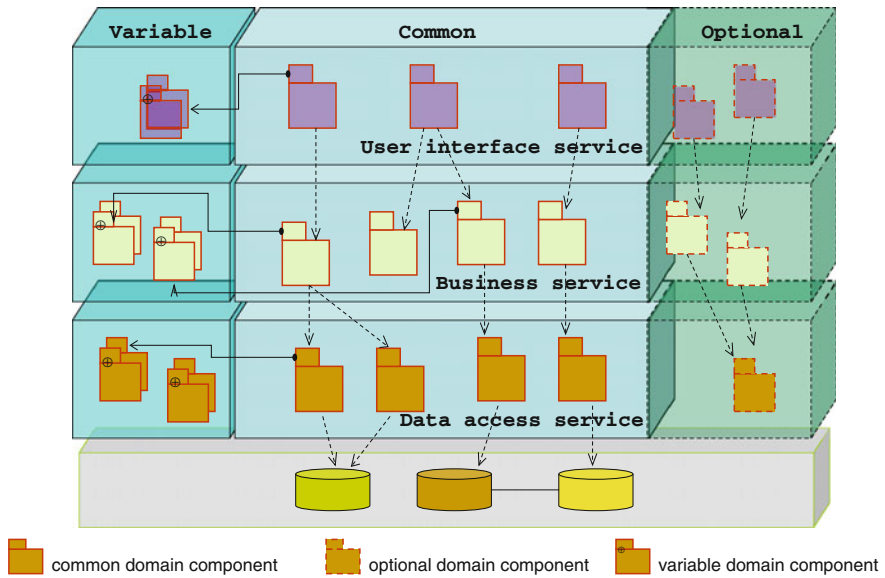 Variable
Common
Optional
User interface service
Business service
Data access service
common domain component
optional domain component
variable domain component